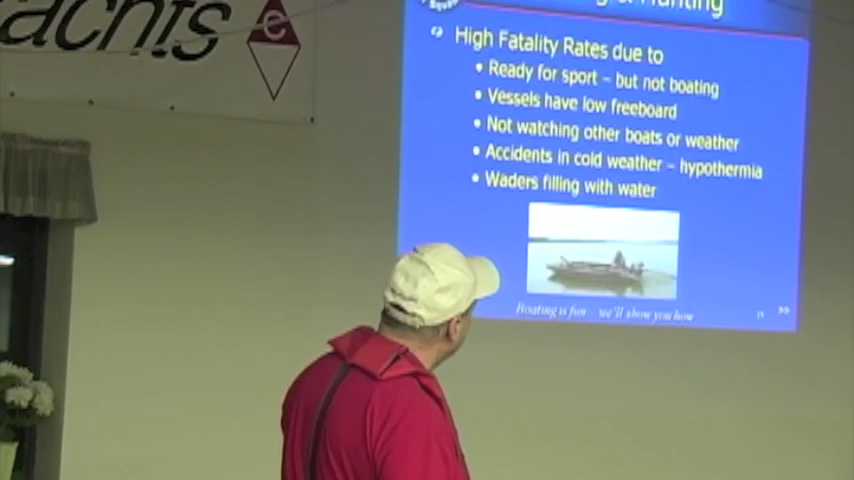 achts
e
& Hunting
High Fatality Rates due to
• Ready for sport – but not boating
• Vessels have low freeboard
• Not watching other boats or weather
• Accidents in cold weather – hypothermia
• Waders filling with water
Boating is fun we'll show you how